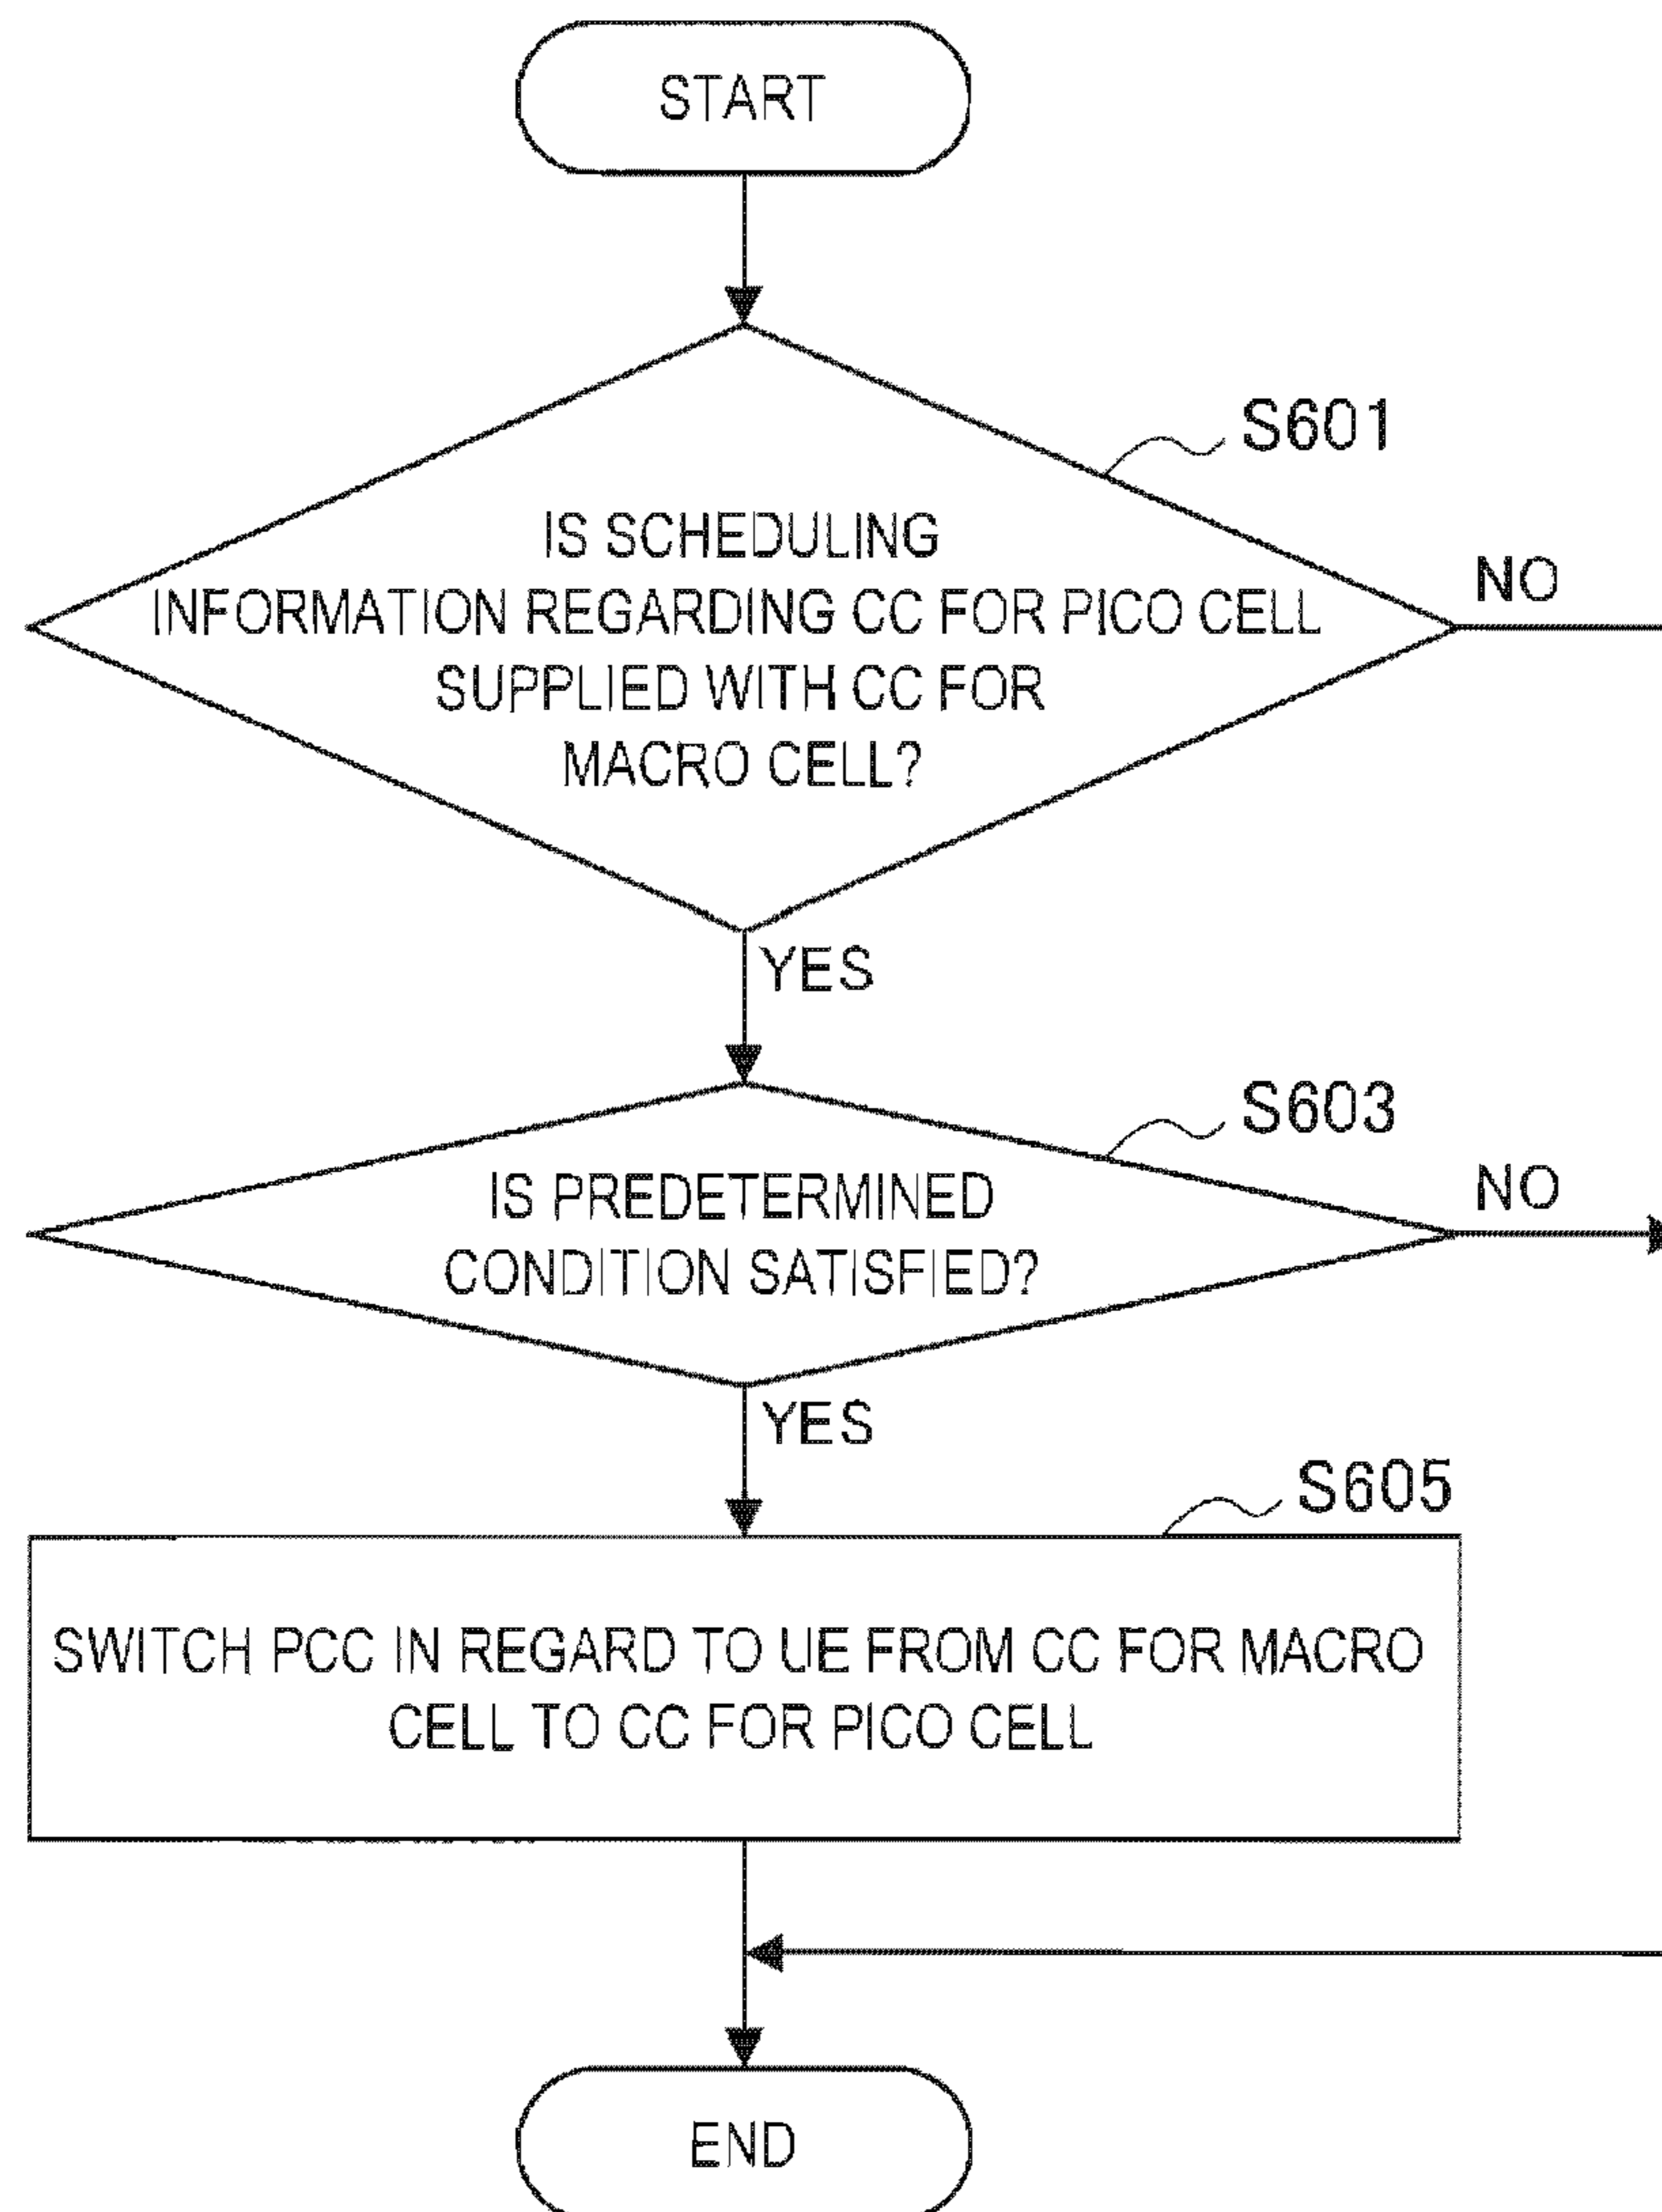 START
S601
IS SCHEDULING
INFORMATION REGARDING CC FOR PICO CELL
SUPPLIED WITH CC FOR
MACRO CELL?
NO
YES
S603
IS PREDETERMINED
CONDITION SATISFIED?
NO
YES
S605
SWITCH PCC IN REGARD TO UE FROM CC FOR MACRO
CELL TO CC FOR PICO CELL
END